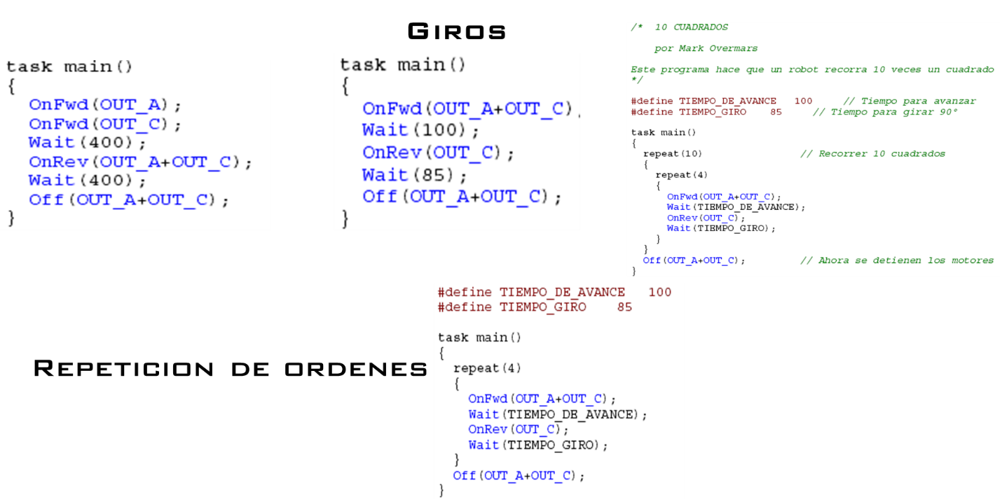 GIROS
task main()
{
OnFwd(OUT_A);
OnFwd(OUT_C);
Wait(400);
OnRev(OUT_A+OUT_C);
Wait(400);
Off(OUT_A+OUT_C);
}
task main()
{
OnFwd(OUT_A+OUT_C)
Wait(100);
OnRev(OUT_C);
Wait(85);
Off(OUT_A+OUT_C);
}
/* 10 CUADRADOS
por Mark Overmars
Este programa hace que un robot recorra 10 veces un cuadrado
*/
#define TIEMPO_DE_AVANCE 100 // Tiempo para avanzar
#define TIEMPO_GIRO 85 // Tiempo para girar 90°
task main()
{
repeat(10) // Recorrer 10 cuadrados
{
repeat(4)
{
OnFwd(OUT_A+OUT_C);
Wait(TIEMPO_DE_AVANCE);
OnRev(OUT_C);
Wait(TIEMPO_GIRO);
}
}
Off(OUT_A+OUT_C); // Ahora se detienen los motores
}
REPETICION DE ORDENES
#define TIEMPO_DE_AVANCE 100
#define TIEMPO_GIRO 85
task main()
{
repeat(4)
{
OnFwd(OUT_A+OUT_C);
Wait(TIEMPO_DE_AVANCE);
OnRev(OUT_C);
Wait(TIEMPO_GIRO);
}
Off(OUT_A+OUT_C);
}